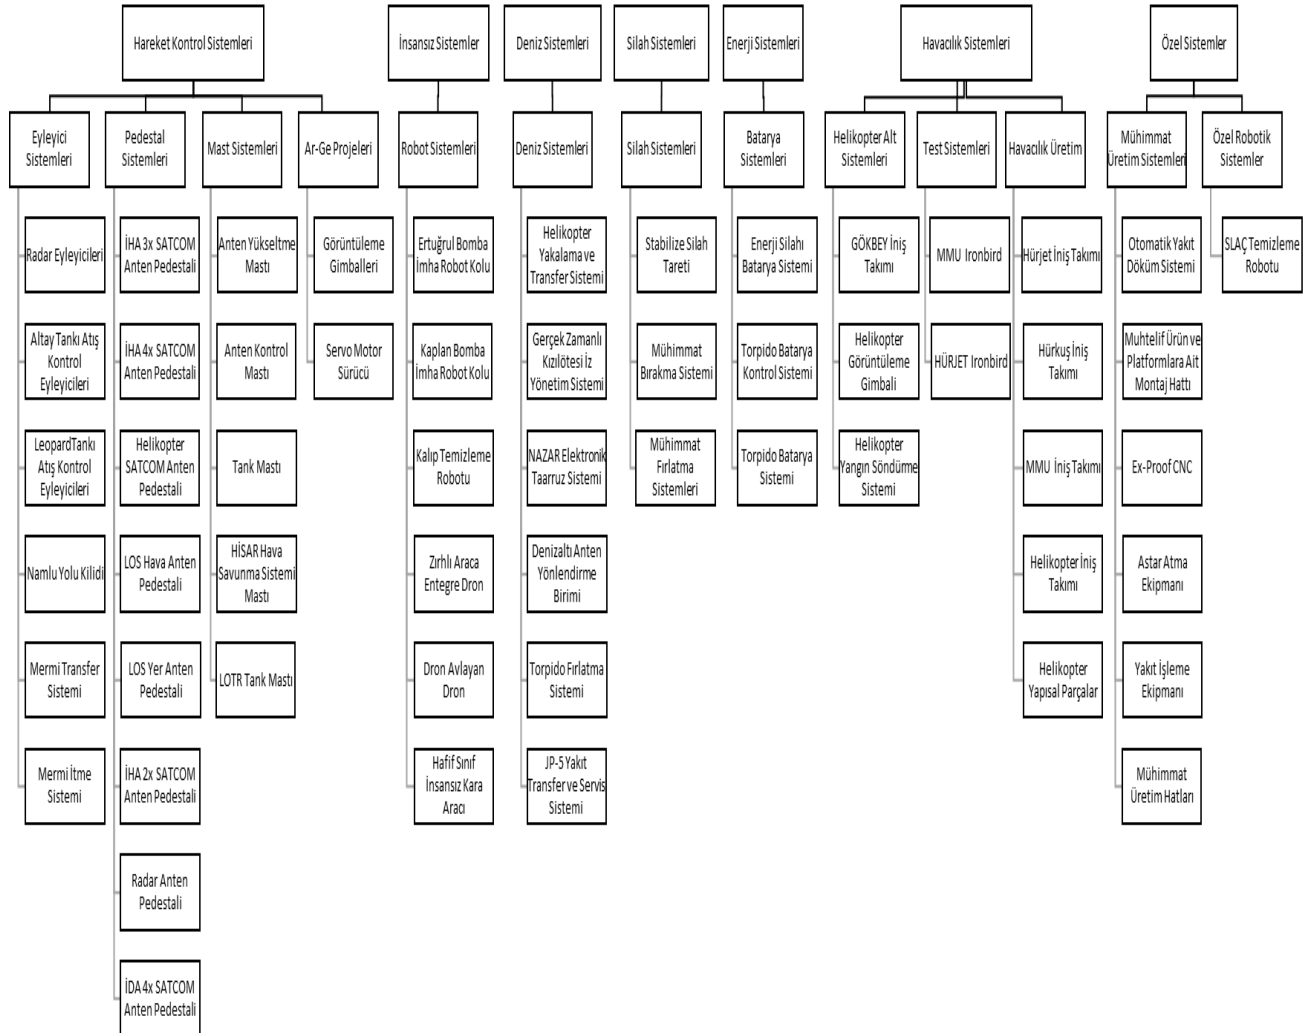 Hareket Kontrol Sistemleri
İnsansız Sistemler
Deniz Sistemleri
Silah Sistemleri
Enerji Sistemleri
Havacılık Sistemleri
Özel Sistemler
Eyleyici
Sistemleri
Pedestal
Sistemleri
Mast Sistemleri
Ar-Ge Projeleri
Robot Sistemleri
Deniz Sistemleri
Silah Sistemleri
Batarya
Sistemleri
Helikopter Alt
Sistemleri
Test Sistemleri
Havacılık Üretim
Mühimmat
Üretim Sistemleri
Özel Robotik
Sistemler
Radar Eyleyicileri
Altay Tankı Atış
Kontrol
Eyleyicileri
LeopardTankı
Atış Kontrol
Eyleyicileri
Namlu Yolu Kilidi
Mermi Transfer
Sistemi
Mermi İtme
Sistemi
İHA 3x SATCOM
Anten Pedestali
İHA 4x SATCOM
Anten Pedestali
Helikopter
SATCOM Anten
Pedestali
LOS Hava Anten
Pedestali
LOS Yer Anten
Pedestali
İHA 2x SATCOM
Anten Pedestali
Radar Anten
Pedestali
İDA 4x SATCOM
Anten Pedestali
Anten Yükseltme
Mastı
Anten Kontrol
Mastı
Tank Mastı
HİSAR Hava
Savunma Sistemi
Mastı
LOTR Tank Mastı
Görüntüleme
Gimballeri
Servo Motor
Sürücü
Ertuğrul Bomba
İmha Robot Kolu
Kaplan Bomba
İmha Robot Kolu
Kalıp Temizleme
Robotu
Zırhlı Araca
Entegre Dron
Dron Avlayan
Dron
Hafif Sınıf
İnsansız Kara
Aracı
Helikopter
Yakalama ve
Transfer Sistemi
Gerçek Zamanlı
Kızılötesi İz
Yönetim Sistemi
NAZAR Elektronik
Taarruz Sistemi
Denizaltı Anten
Yönlendirme
Birimi
Torpido Fırlatma
Sistemi
JP-5 Yakıt
Transfer ve Servis
Sistemi
Stabilize Silah
Tareti
Mühimmat
Bırakma Sistemi
Mühimmat
Fırlatma
Sistemleri
Enerji Silahı
Batarya Sistemi
Torpido Batarya
Kontrol Sistemi
Torpido Batarya
Sistemi
GÖKBEY İniş
Takımı
Helikopter
Görüntüleme
Gimbali
Helikopter
Yangın Söndürme
Sistemi
MMU Ironbird
HÜRJET Ironbird
Hürjet İniş Takımı
Hürkuş İniş
Takımı
MMU İniş Takımı
Helikopter İniş
Takımı
Helikopter
Yapısal Parçalar
Otomatik Yakıt
Döküm Sistemi
Muhtelif Ürün ve
Platformlara Ait
Montaj Hattı
Ex-Proof CNC
Astar Atma
Ekipmanı
Yakıt İşleme
Ekipmanı
Mühimmat
Üretim Hatları
SLAÇ Temizleme
Robotu